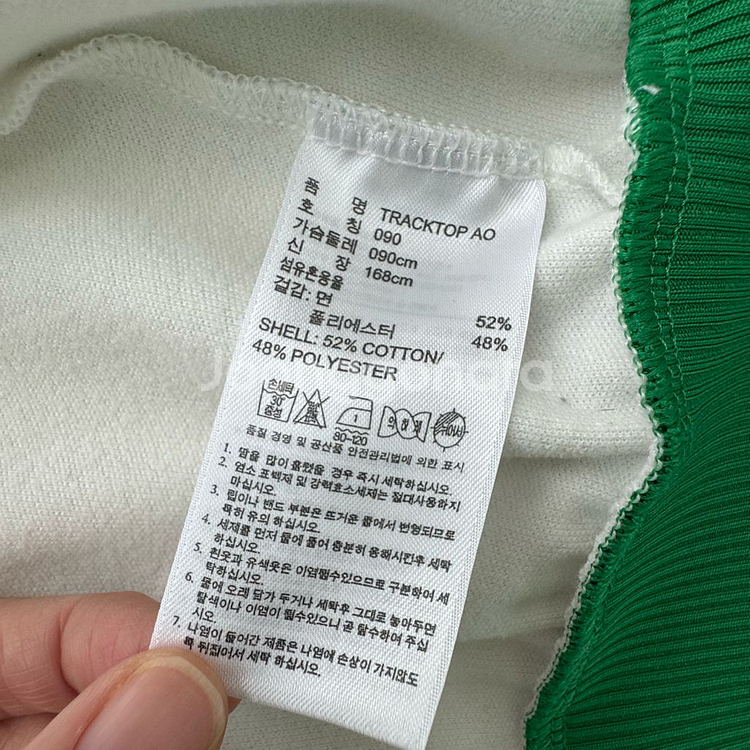 품 명 TRACKTOP AO
호 칭 090
가슴둘레 090cm
신 장 168cm
섬유혼용율
겉감: 면 52%
폴리에스터 48%
SHELL: 52% COTTON/
48% POLYESTER
손세탁
30°
중성
80~120
약하게
뉘어서
품질 경영 및 공산품 안전관리법에 의한 표시
1. 땀을 많이 흘렸을 경우 즉시 세탁하십시오.
2. 염소 표백제 및 강력효소세제는 절대사용하지
마십시오.
3. 립이나 밴드 부분은 뜨거운 물에서 변형되므로
특히 유의 하십시오.
4. 세제를 먼저 물에 풀어 충분히 용해시킨후 세탁
하십시오.
5. 흰옷과 유색옷은 이염될수있으므로 구분하여 세
탁하십시오.
6. 물에 오래 담가 두거나 세탁후 그대로 놓아두면
탈색이나 이염이 될수있으니 곧 탈수하여 주십
시오.
7. 나염이 들어간 제품은 나염에 손상이 가지않도
록 뒤집어서 세탁 하십시오.